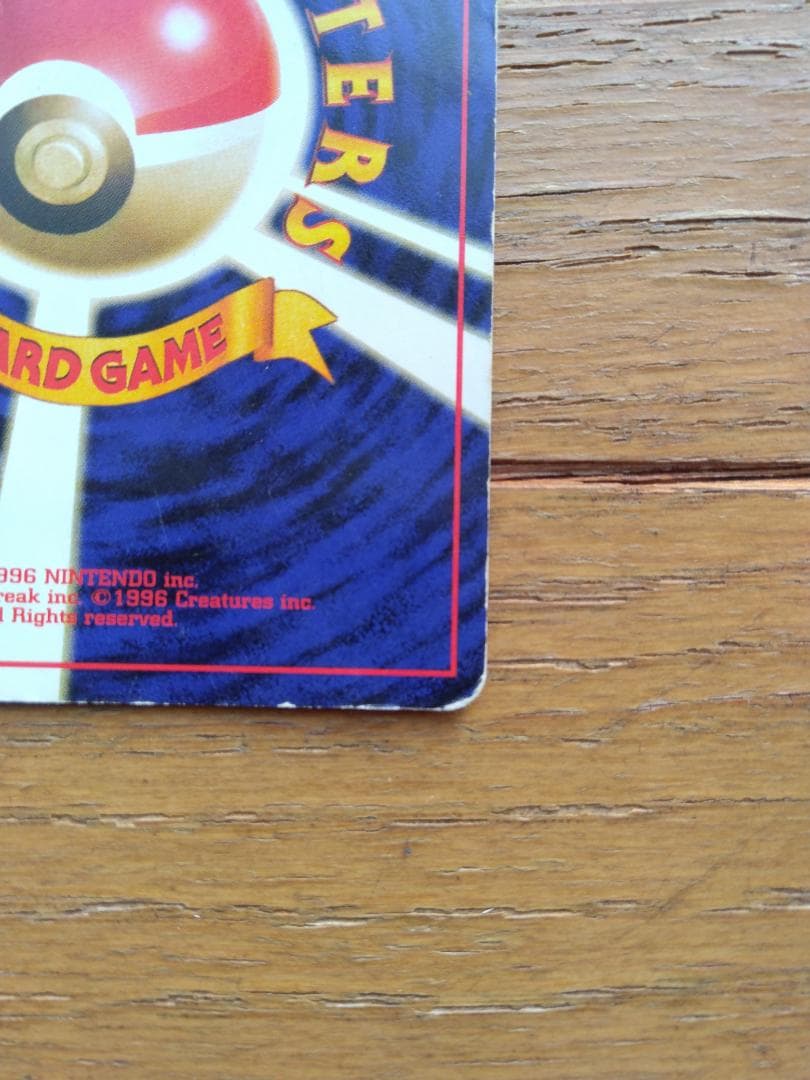 TERS
ARD GAME
996 NINTENDO inc.
reak inc. ©1996 Creatures inc.
l Rights reserved.